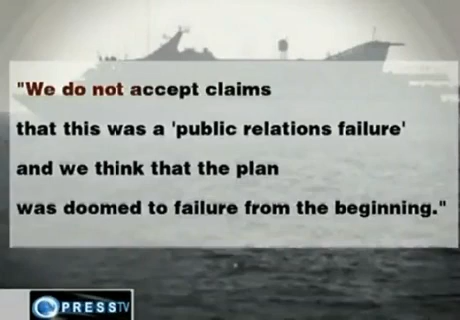 "We do not accept claims
that this was a 'public relations failure'
and we think that the plan
was doomed to failure from the beginning."
PRESSTV